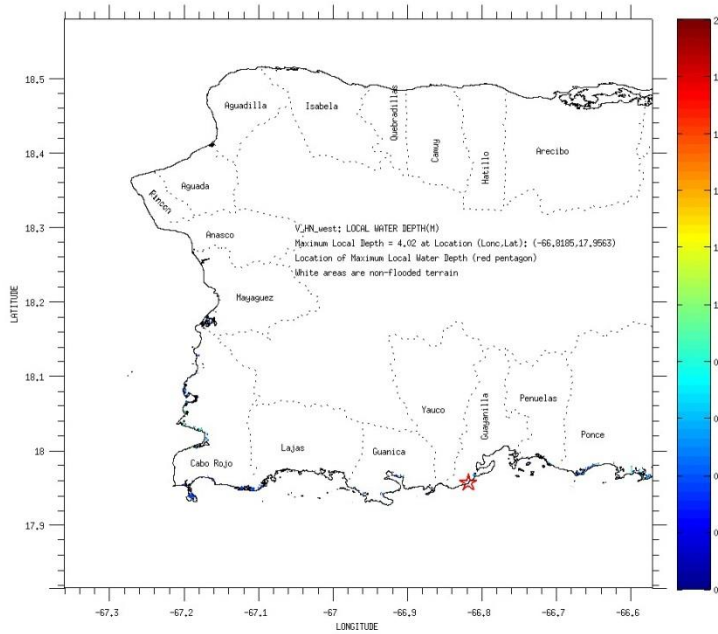 18.5
18.4
18.3
18.2
18.1
18
17.9
LATITUDE
Aguadilla
Isabela
Quebradillas
Camuy
Hatillo
Arecibo
Aguada
Rincon
Anasco
V_HN_west: LOCAL WATER DEPTH(M)
Maximum Local Depth = 4.02 at Location (Lonc,Lat): (-66.8185,17.9563)
Location of Maximum Local Water Depth (red pentagon)
White areas are non-flooded terrain
Mayaguez
Yauco
Guayanilla
Penuelas
Ponce
Cabo Rojo
Lajas
Guanica
-67.3
-67.2
-67.1
-67
-66.9
-66.8
-66.7
-66.6
LONGITUDE